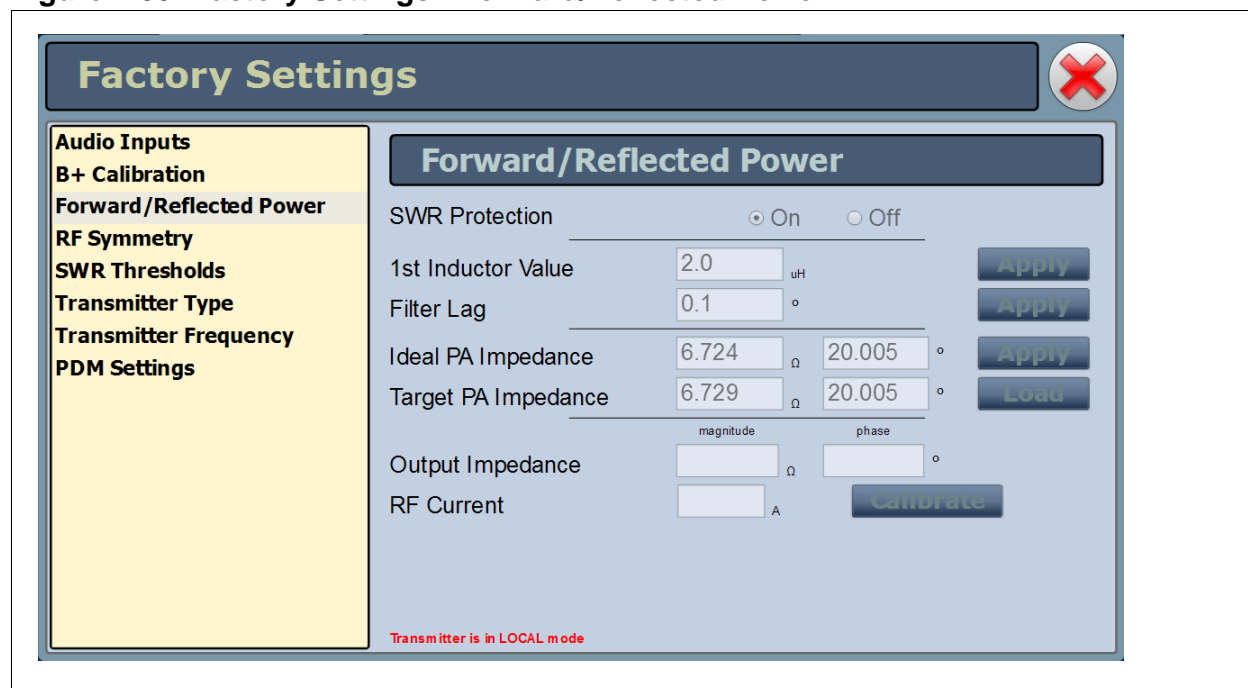 Factory Settings
Audio Inputs
B+ Calibration
Forward/Reflected Power
RF Symmetry
SWR Thresholds
Transmitter Type
Transmitter Frequency
PDM Settings
Forward/Reflected Power
SWR Protection On Off
1st Inductor Value 2.0 uH Apply
Filter Lag 0.1 ° Apply
Ideal PA Impedance 6.724 Ω 20.005 ° Apply
Target PA Impedance 6.729 Ω 20.005 ° Load
magnitude phase
Output Impedance Ω °
RF Current A Calibrate
Transmitter is in LOCAL mode